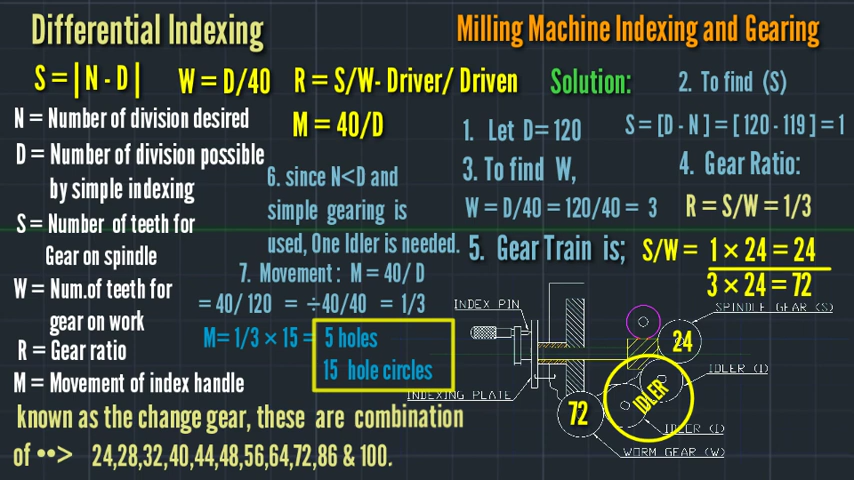 Differential Indexing
S = | N - D |   W = D/40   R = S/W- Driver/ Driven
M = 40/D
N = Number of division desired
D = Number of division possible
by simple indexing
S = Number of teeth for
Gear on spindle
W = Num.of teeth for
gear on work
R = Gear ratio
M = Movement of index handle
known as the change gear, these are combination
of ••> 24,28,32,40,44,48,56,64,72,86 & 100.
6. since N<D and
simple gearing is
used, One Idler is needed.
7. Movement : M = 40/ D
= 40/ 120 = ÷40/40 = 1/3
M= 1/3 × 15 = 5 holes
15 hole circles
Milling Machine Indexing and Gearing
Solution:
1. Let D= 120
2. To find (S)
S = [D - N ] = [ 120 - 119 ] = 1
3. To find W,
W = D/40 = 120/40 = 3
4. Gear Ratio:
R = S/W = 1/3
5. Gear Train is; S/W = 1 × 24 = 24
3 × 24 = 72
INDEX PIN
SPINDLE GEAR (S)
24
IDLER (I)
IDLER
INDEXING PLATE
72
IDLER (I)
WORM GEAR (W)